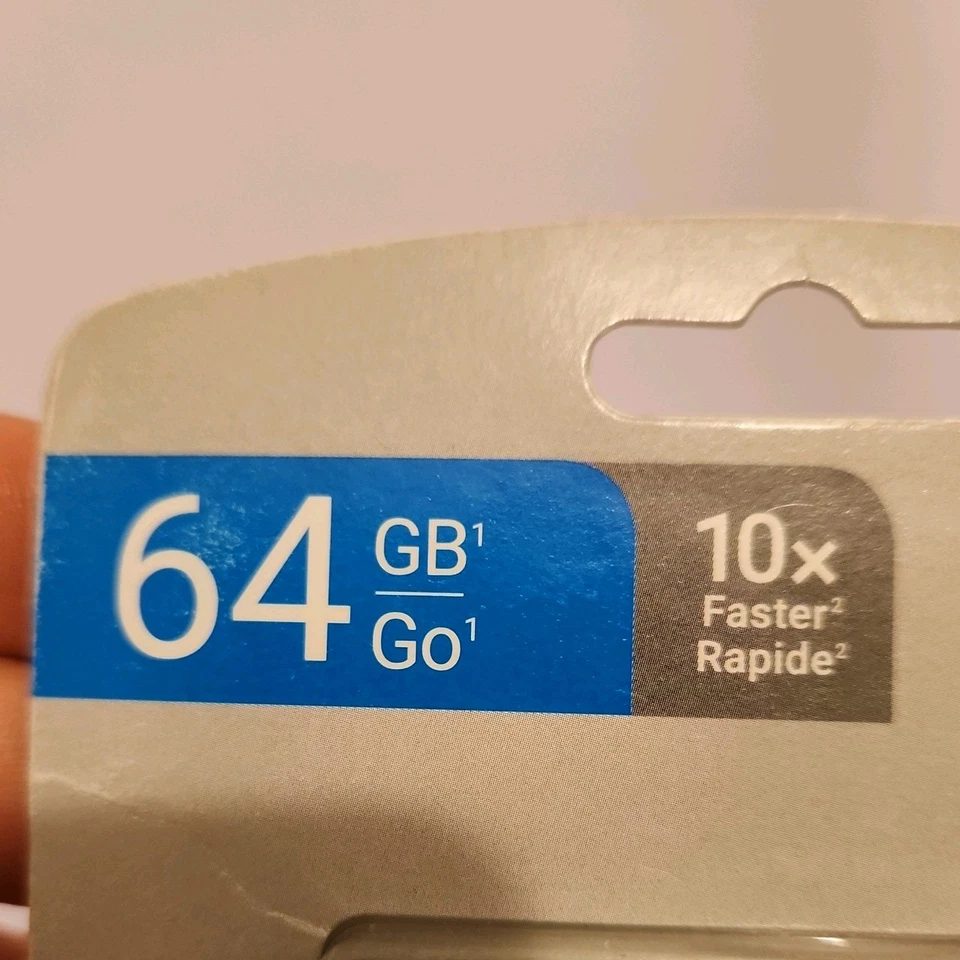 64 GB¹
Go¹
10x
Faster²
Rapide²